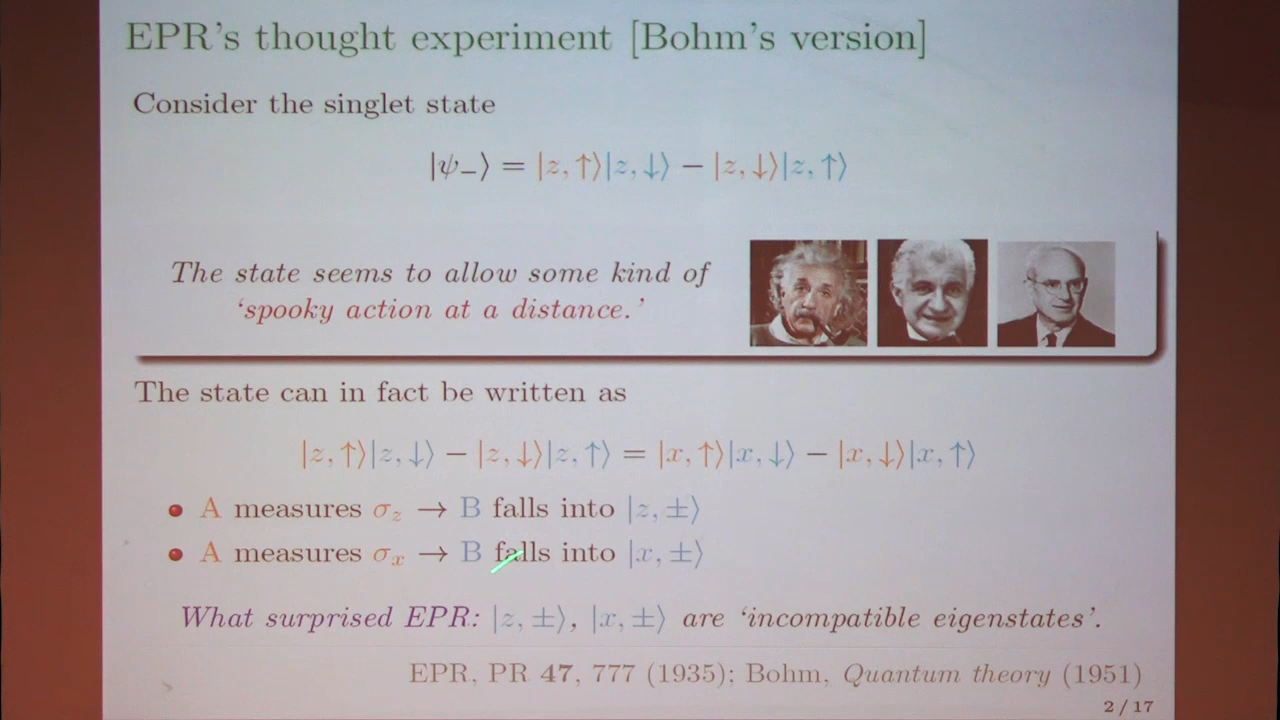 EPR's thought experiment [Bohm's version]
Consider the singlet state
|ψ₋⟩ = |z, ↑⟩|z, ↓⟩ − |z, ↓⟩|z, ↑⟩
The state seems to allow some kind of
‘spooky action at a distance.’
The state can in fact be written as
|z, ↑⟩|z, ↓⟩ − |z, ↓⟩|z, ↑⟩ = |x, ↑⟩|x, ↓⟩ − |x, ↓⟩|x, ↑⟩
• A measures σ_z → B falls into |z, ±⟩
• A measures σ_x → B falls into |x, ±⟩
What surprised EPR: |z, ±⟩, |x, ±⟩ are ‘incompatible eigenstates’.
EPR, PR 47, 777 (1935); Bohm, Quantum theory (1951)
2 / 17